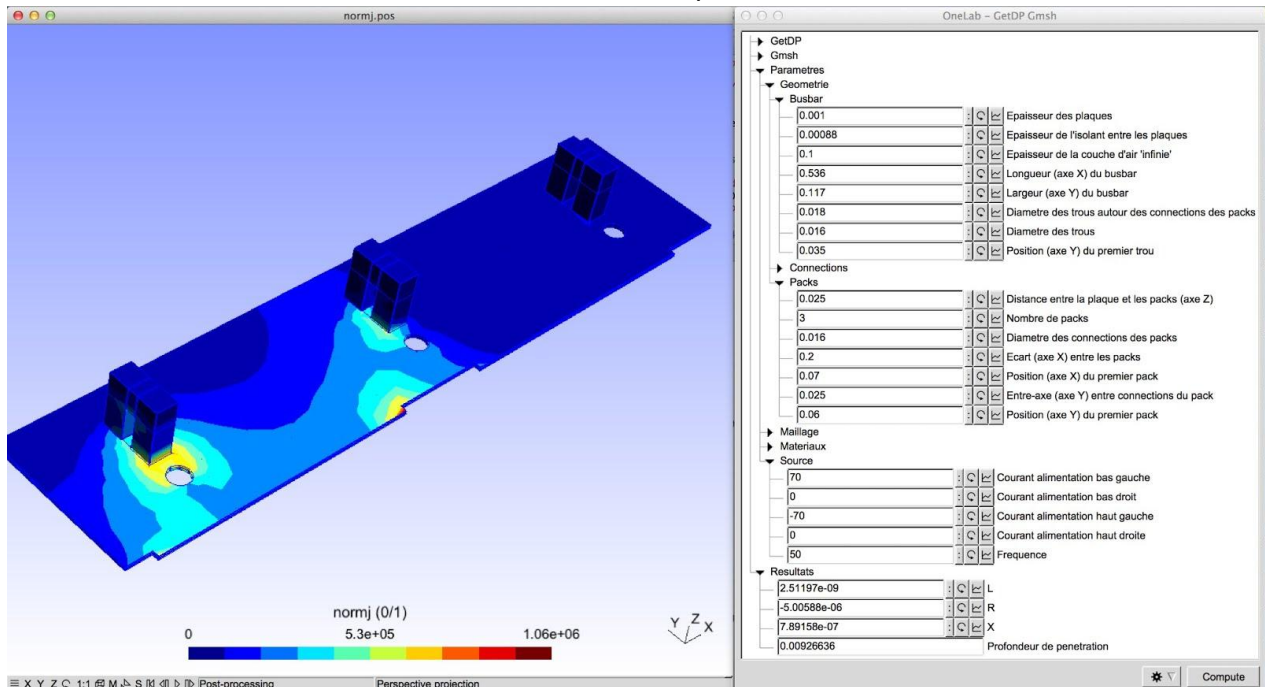 normj.pos
normj (0/1)
0 5.3e+05 1.06e+06
Y Z X
X Y Z 1:1 M S Post-processing Perspective projection
OneLab – GetDP Gmsh
GetDP
Gmsh
Parametres
Geometrie
Busbar
0.001 Epaisseur des plaques
0.00088 Epaisseur de l'isolant entre les plaques
0.1 Epaisseur de la couche d'air 'infinie'
0.536 Longueur (axe X) du busbar
0.117 Largeur (axe Y) du busbar
0.018 Diametre des trous autour des connections des packs
0.016 Diametre des trous
0.035 Position (axe Y) du premier trou
Connections
Packs
0.025 Distance entre la plaque et les packs (axe Z)
3 Nombre de packs
0.016 Diametre des connections des packs
0.2 Ecart (axe X) entre les packs
0.07 Position (axe X) du premier pack
0.025 Entre-axe (axe Y) entre connections du pack
0.06 Position (axe Y) du premier pack
Maillage
Materiaux
Source
70 Courant alimentation bas gauche
0 Courant alimentation bas droit
-70 Courant alimentation haut gauche
0 Courant alimentation haut droite
50 Frequence
Resultats
2.51197e-09 L
-5.00588e-06 R
7.89158e-07 X
0.00926636 Profondeur de penetration
Compute